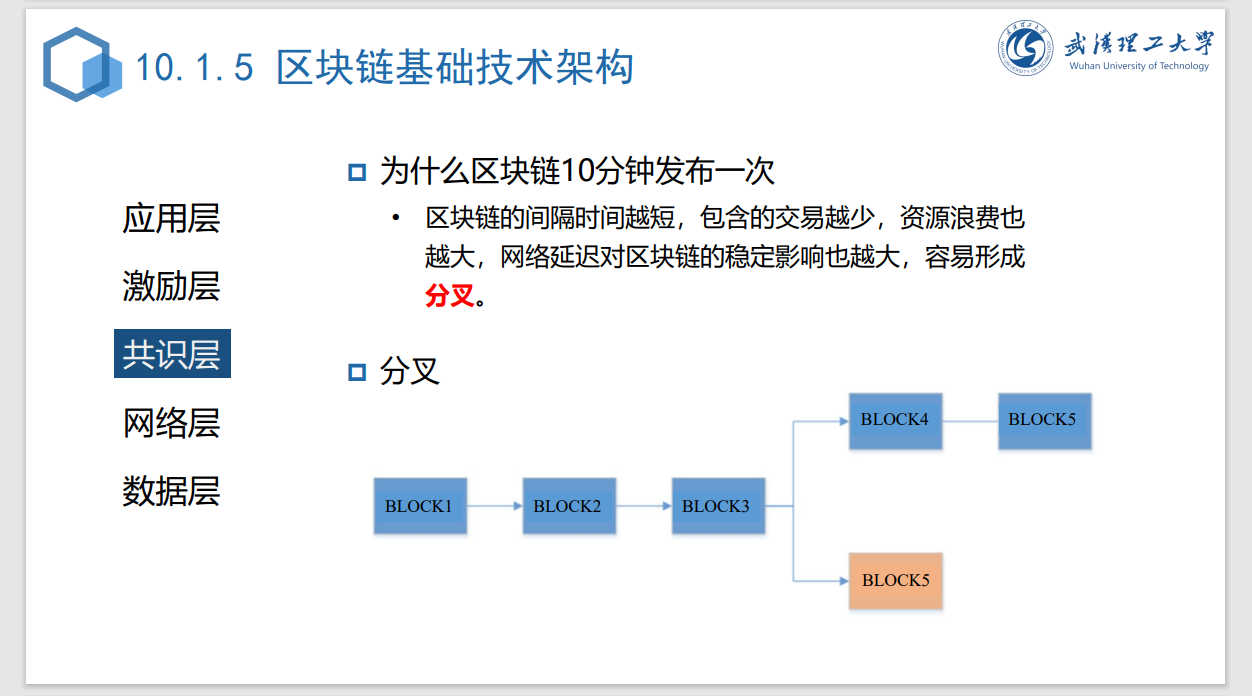 10.1.5 区块链基础技术架构
武汉理工大学
Wuhan University of Technology
应用层
激励层
共识层
网络层
数据层
为什么区块链10分钟发布一次
• 区块链的间隔时间越短，包含的交易越少，资源浪费也
越大，网络延迟对区块链的稳定影响也越大，容易形成
分叉。
分叉
BLOCK4
BLOCK5
BLOCK1
BLOCK2
BLOCK3
BLOCK5